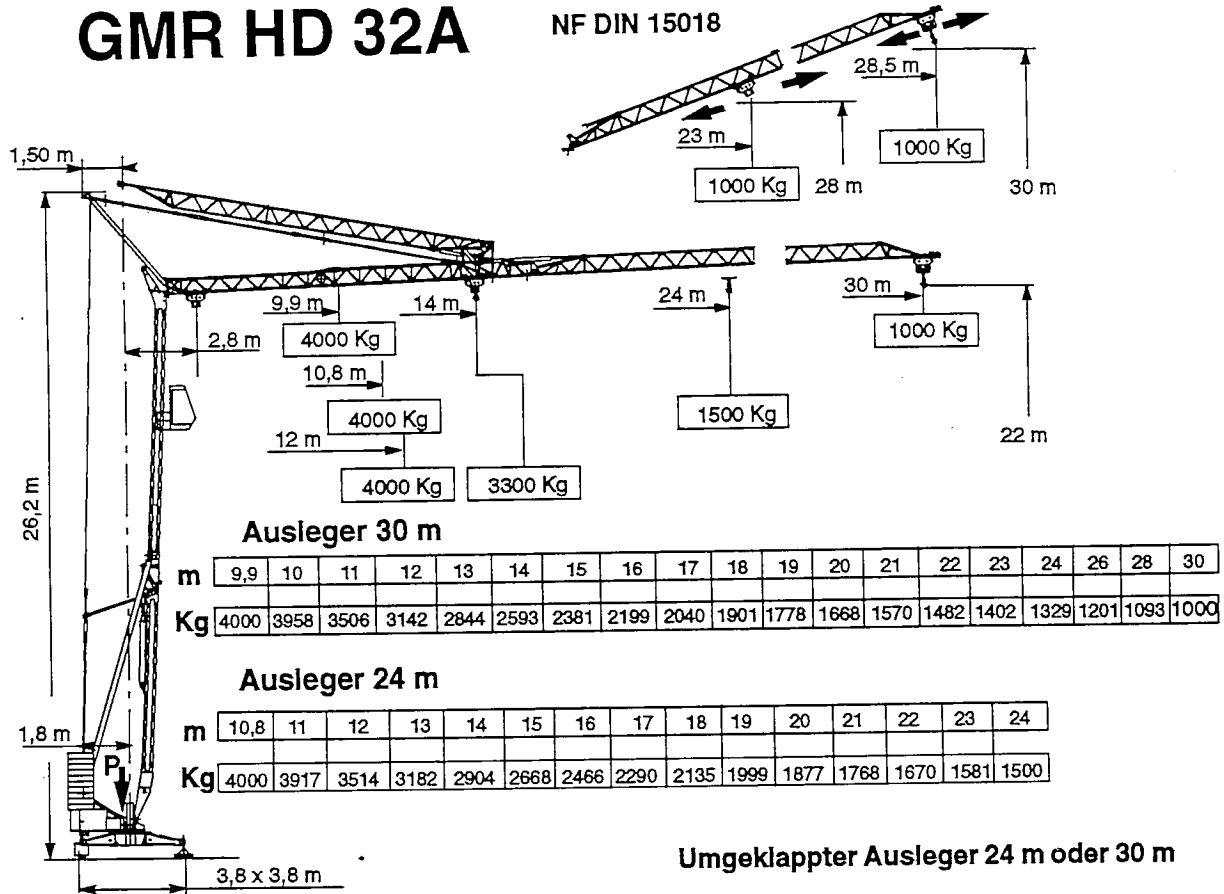 GMR HD 32A
NF DIN 15018
28,5 m
23 m
1000 Kg
1000 Kg
28 m
30 m
1,50 m
9,9 m
14 m
24 m
30 m
4000 Kg
1000 Kg
2,8 m
10,8 m
4000 Kg
1500 Kg
12 m
22 m
4000 Kg
3300 Kg
26,2 m
Ausleger 30 m
m 9,9 10 11 12 13 14 15 16 17 18 19 20 21 22 23 24 26 28 30
Kg 4000 3958 3506 3142 2844 2593 2381 2199 2040 1901 1778 1668 1570 1482 1402 1329 1201 1093 1000
Ausleger 24 m
m 10,8 11 12 13 14 15 16 17 18 19 20 21 22 23 24
1,8 m
P
Kg 4000 3917 3514 3182 2904 2668 2466 2290 2135 1999 1877 1768 1670 1581 1500
Umgeklappter Ausleger 24 m oder 30 m
3,8 x 3,8 m